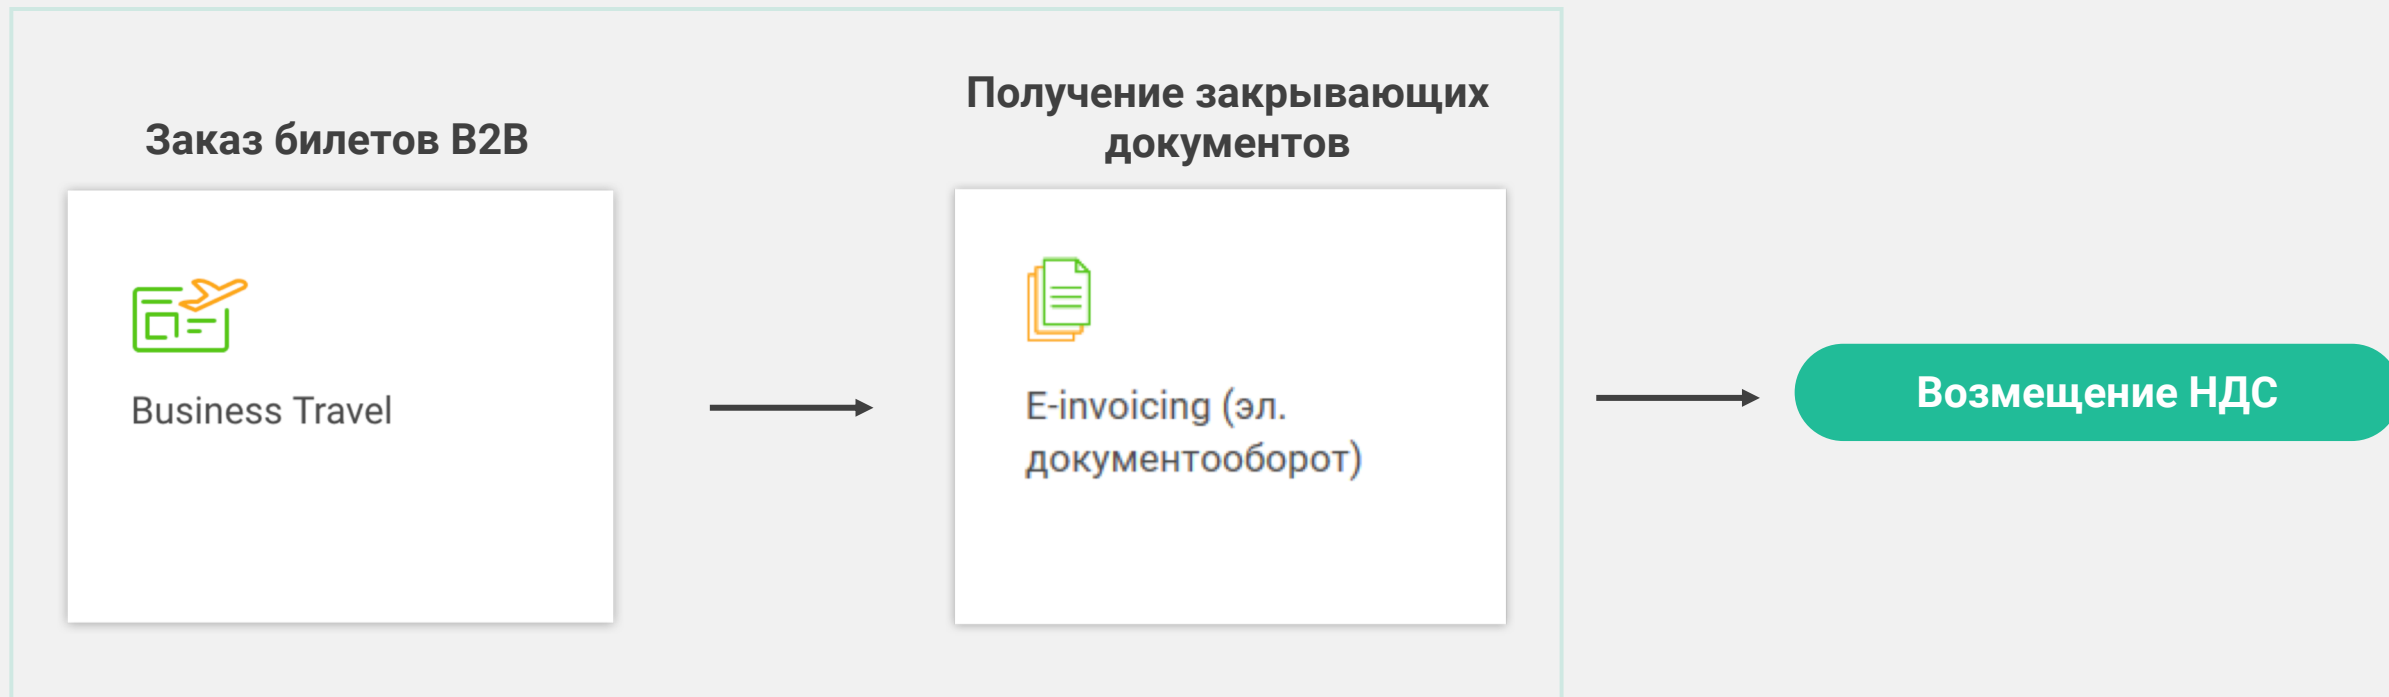 Заказ билетов B2B
Получение закрывающих
документов
Business Travel
E-invoicing (эл.
документооборот)
Возмещение НДС